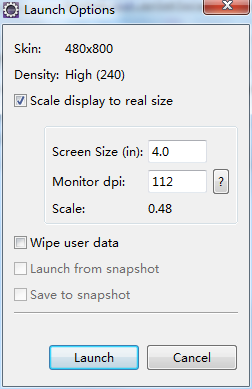 Launch Options
Skin: 480x800
Density: High (240)
Scale display to real size
Screen Size (in): 4.0
Monitor dpi: 112 ?
Scale: 0.48
Wipe user data
Launch from snapshot
Save to snapshot
Launch Cancel